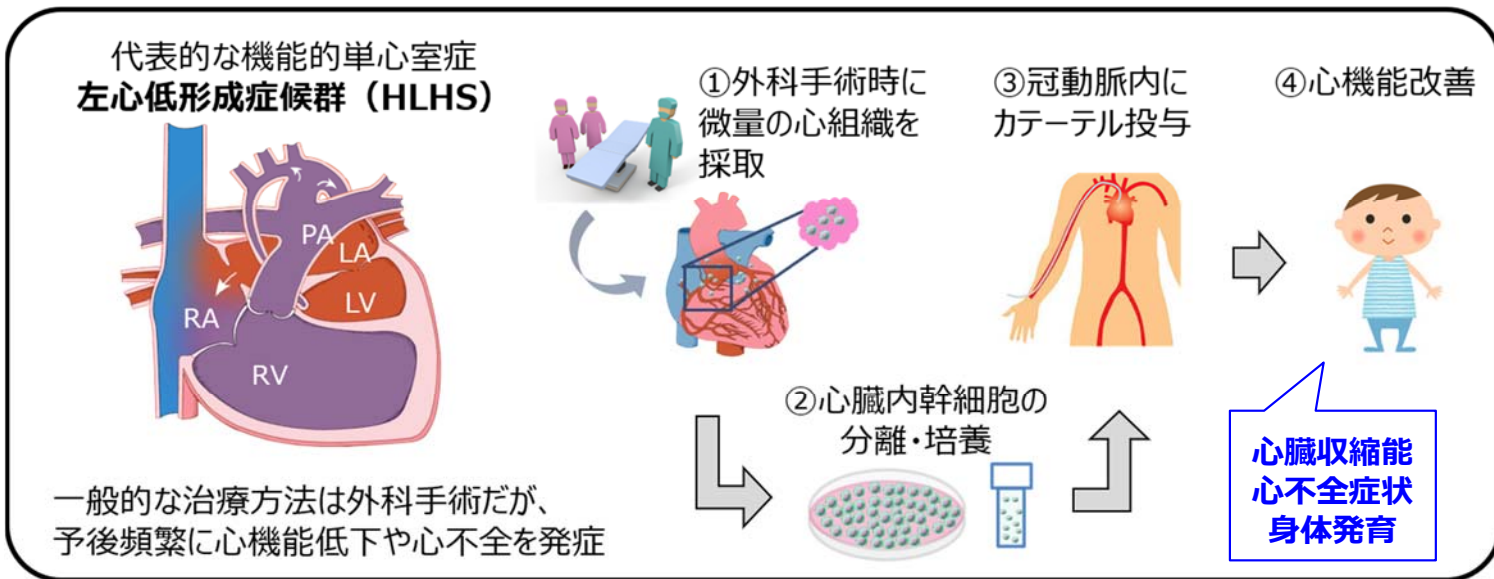 代表的な機能的単心室症
左心低形成症候群（HLHS）
PA
LA
LV
RA
RV
一般的な治療方法は外科手術だが、
予後頻繁に心機能低下や心不全を発症
①外科手術時に
微量の心組織を
採取
②心臓内幹細胞の
分離・培養
③冠動脈内に
カテーテル投与
④心機能改善
心臓収縮能
心不全症状
身体発育